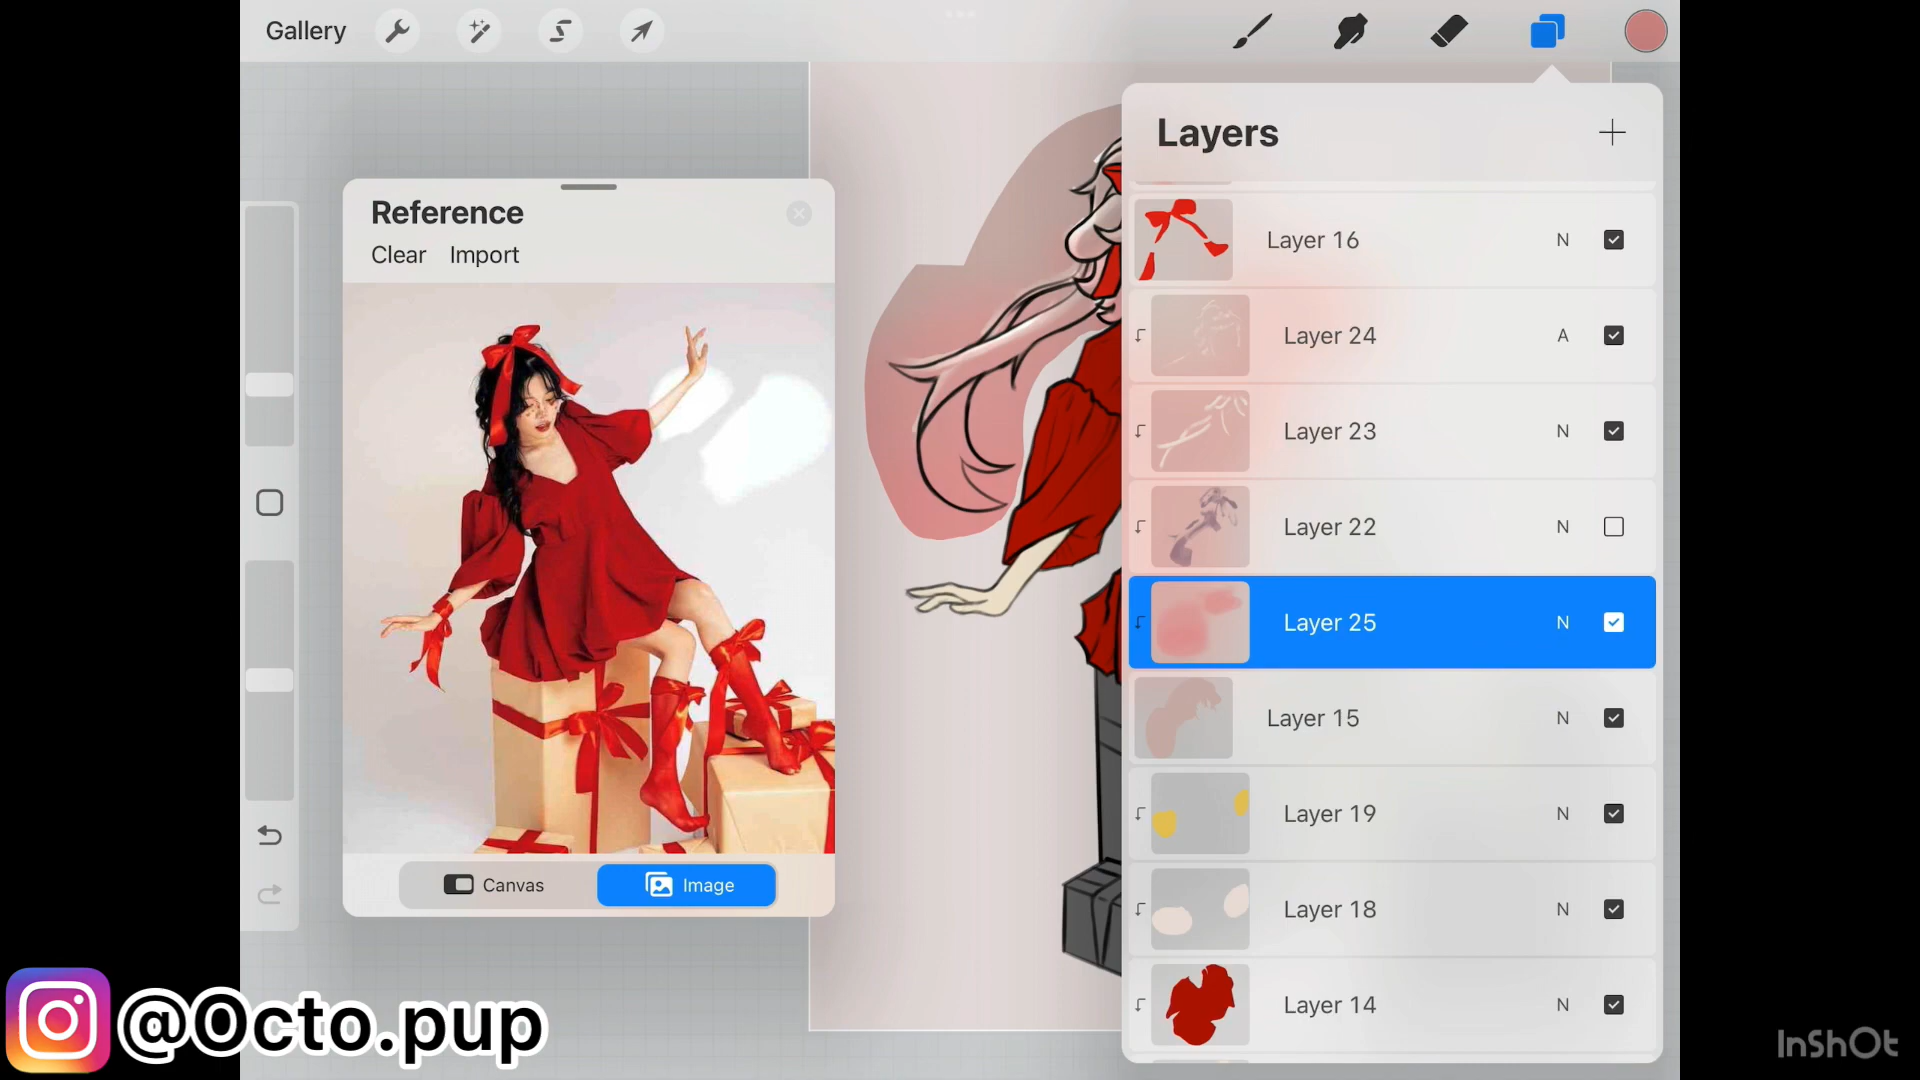 Gallery
Layers
Reference
Clear Import
Layer 16 N
Layer 24 A
Layer 23 N
Layer 22 N
Layer 25 N
Layer 15 N
Layer 19 N
Layer 18 N
Layer 14 N
Canvas Image
@Octo.pup
InShOt